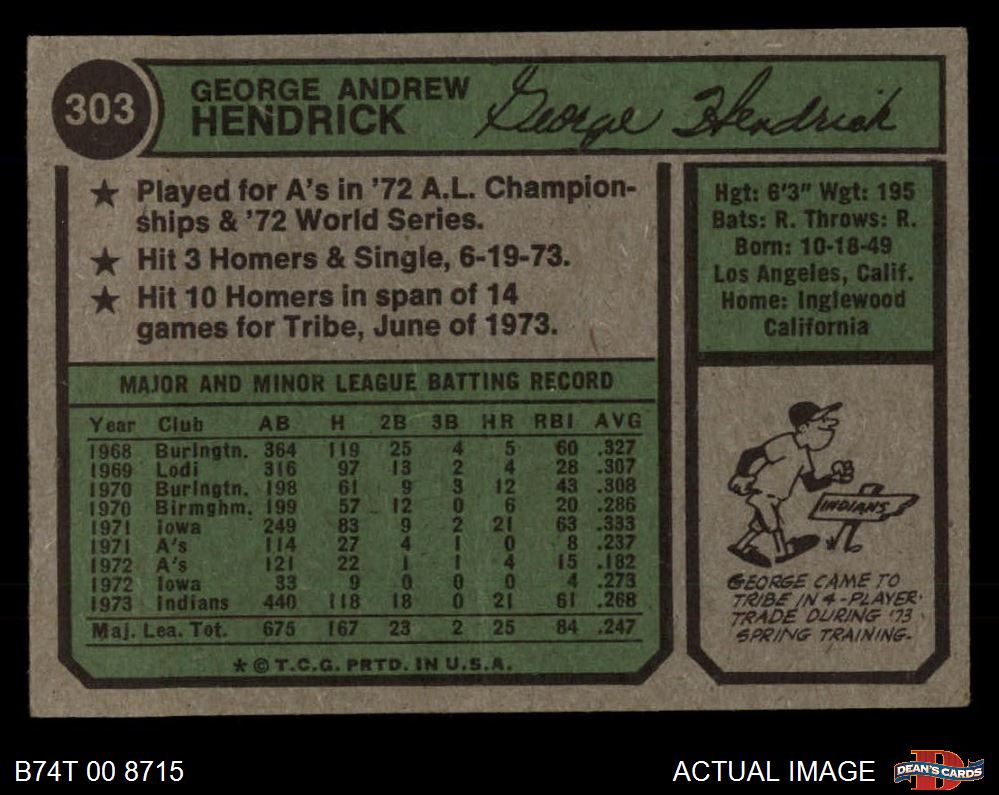 303
GEORGE ANDREW
HENDRICK
George Hendrick
★ Played for A's in '72 A.L. Champion-
ships & '72 World Series.
★ Hit 3 Homers & Single, 6-19-73.
★ Hit 10 Homers in span of 14
games for Tribe, June of 1973.
Hgt: 6'3" Wgt: 195
Bats: R. Throws: R.
Born: 10-18-49
Los Angeles, Calif.
Home: Inglewood
California
MAJOR AND MINOR LEAGUE BATTING RECORD
Year Club AB H 2B 3B HR RBI AVG
1968 Burlngtn. 364 119 25 4 5 60 .327
1969 Lodi 316 97 13 2 4 28 .307
1970 Burlngtn. 198 61 9 3 12 43 .308
1970 Birmghm. 199 57 12 0 6 20 .286
1971 Iowa 249 83 9 2 21 63 .333
1971 A's 114 27 4 1 0 8 .237
1972 A's 121 22 1 1 4 15 .182
1972 Iowa 33 9 0 0 0 4 .273
1973 Indians 440 118 18 0 21 61 .268
Maj. Lea. Tot. 675 167 23 2 25 84 .247
* © T.C.G. PRTD. IN U.S.A.
INDIANS
GEORGE CAME TO
TRIBE IN 4-PLAYER
TRADE DURING '73
SPRING TRAINING.
B74T 00 8715
ACTUAL IMAGE
DEAN'S CARDS